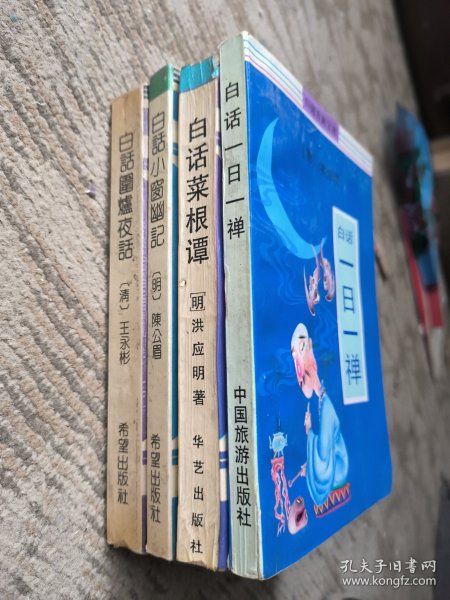 白話圍爐夜話
〔清〕王永彬
希望出版社
白話小窗幽記
〔明〕陳公眉
希望出版社
白话菜根谭
[明]洪应明著
华艺出版社
白话一日一禅
中国旅游出版社
白话
一日一禅
孔夫子旧书网
www.kongfz.com